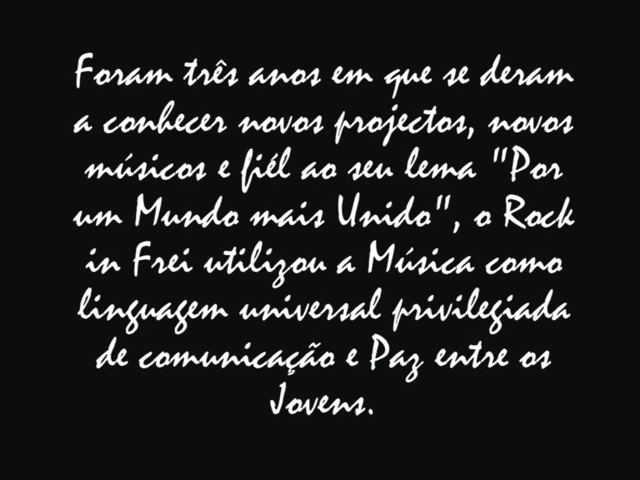 Foram três anos em que se deram
a conhecer novos projectos, novos
músicos e fiél ao seu lema "Por
um Mundo mais Unido", o Rock
in Frei utilizou a Música como
linguagem universal privilegiada
de comunicação e Paz entre os
Jovens.